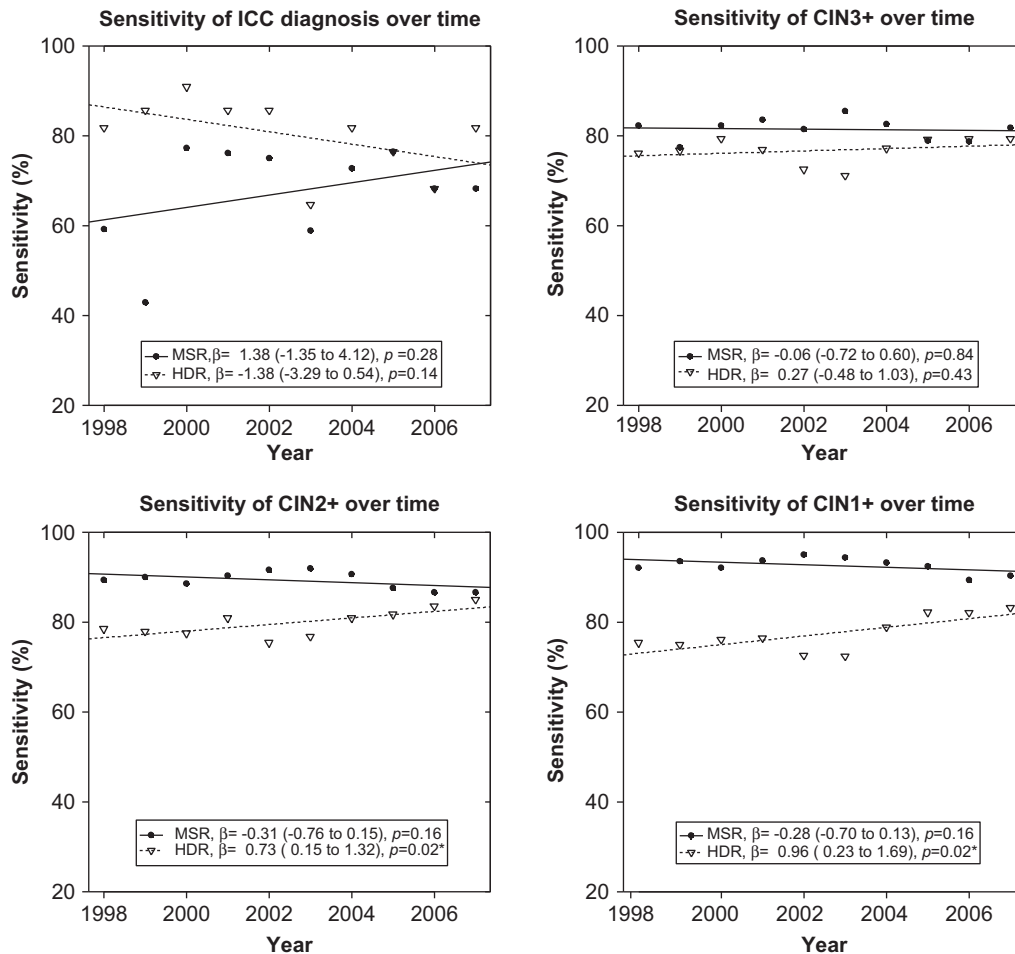 Sensitivity of ICC diagnosis over time
100
80
60
40
20
Sensitivity (%)
MSR,β= 1.38 (-1.35 to 4.12), p =0.28
HDR, β= -1.38 (-3.29 to 0.54), p=0.14
1998 2000 2002 2004 2006
Year
Sensitivity of CIN3+ over time
100
80
60
40
20
Sensitivity (%)
MSR, β= -0.06 (-0.72 to 0.60), p=0.84
HDR, β= 0.27 (-0.48 to 1.03), p=0.43
1998 2000 2002 2004 2006
Year
Sensitivity of CIN2+ over time
100
80
60
40
20
Sensitivity (%)
MSR, β= -0.31 (-0.76 to 0.15), p=0.16
HDR, β= 0.73 ( 0.15 to 1.32), p=0.02*
1998 2000 2002 2004 2006
Year
Sensitivity of CIN1+ over time
100
80
60
40
20
Sensitivity (%)
MSR, β= -0.28 (-0.70 to 0.13), p=0.16
HDR, β= 0.96 ( 0.23 to 1.69), p=0.02*
1998 2000 2002 2004 2006
Year